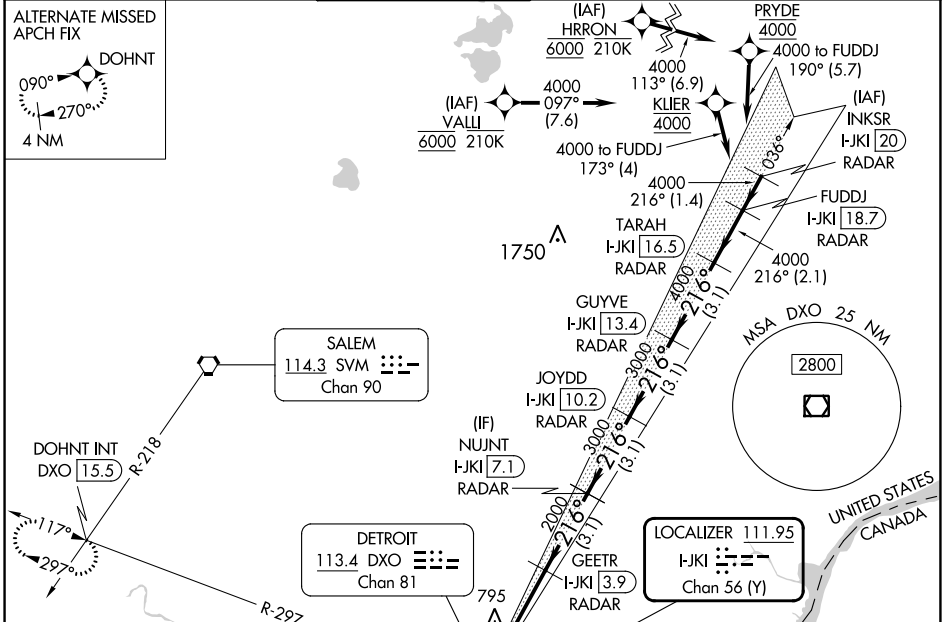 ALTERNATE MISSED
APCH FIX
DOHNT
090°
270°
4 NM
(IAF)
HRRON
6000 210K
4000
113° (6.9)
PRYDE
4000
4000 to FUDDJ
190° (5.7)
(IAF)
VALLI
6000 210K
4000
097°
(7.6)
KLIER
4000
4000 to FUDDJ
173° (4)
(IAF)
INKSR
I-JKI 20
RADAR
036°
4000
216° (1.4)
FUDDJ
I-JKI 18.7
RADAR
4000
216° (2.1)
TARAH
I-JKI 16.5
RADAR
1750
4000
216°
(3.1)
GUYVE
I-JKI 13.4
RADAR
3000
216°
(3.1)
JOYDD
I-JKI 10.2
RADAR
3000
216°
(3.1)
(IF)
NUJNT
I-JKI 7.1
RADAR
2000
216°
(3.1)
GEETR
I-JKI 3.9
RADAR
MSA DXO 25 NM
2800
SALEM
114.3 SVM
Chan 90
R-218
DOHNT INT
DXO 15.5
117°
297°
R-297
DETROIT
113.4 DXO
Chan 81
795
LOCALIZER 111.95
I-JKI
Chan 56 (Y)
UNITED STATES
CANADA